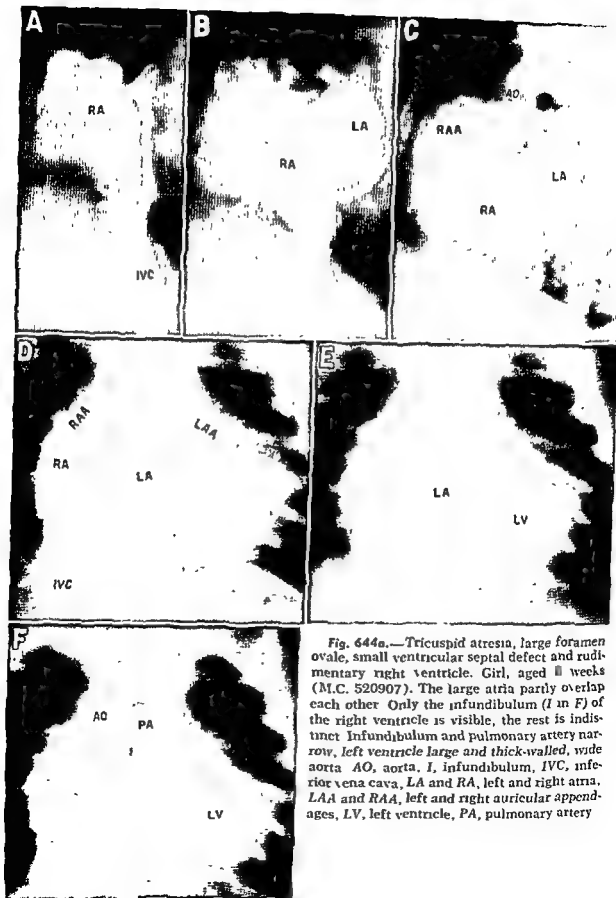 A
B
C
RA
LA
RA
IVC
AO
RAA
LA
RA
D
E
RAA
LAA
RA
LA
IVC
LA
LV
F
AO
PA
LV
Fig. 644a.—Tricuspid atresia, large foramen
ovale, small ventricular septal defect and rudi-
mentary right ventricle. Girl, aged weeks
(M.C. 520907). The large atria partly overlap
each other Only the infundibulum (I in F) of
the right ventricle is visible, the rest is indis-
tinct Infundibulum and pulmonary artery nar-
row, left ventricle large and thick-walled, wide
aorta AO, aorta, I, infundibulum, IVC, infe-
rior vena cava, LA and RA, left and right atria,
LAA and RAA, left and right auricular append-
ages, LV, left ventricle, PA, pulmonary artery